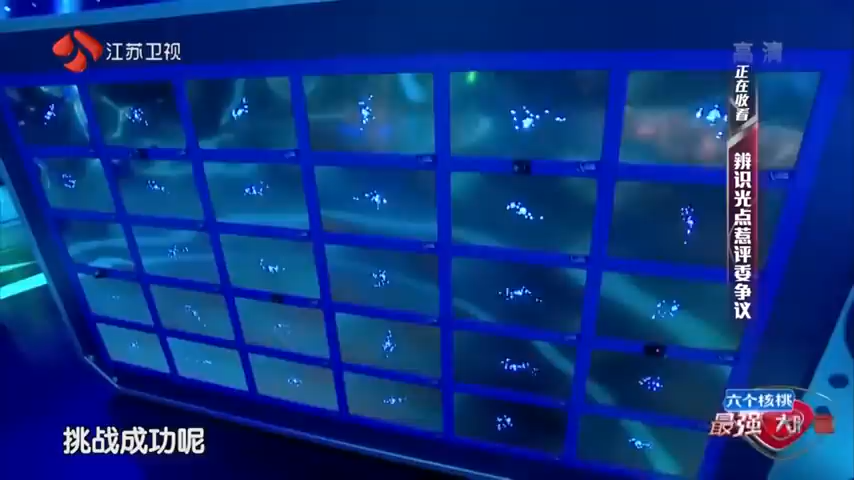 江苏卫视
高清
正在收看
辨识光点惹评委争议
六个核桃
最强大脑
挑战成功呢